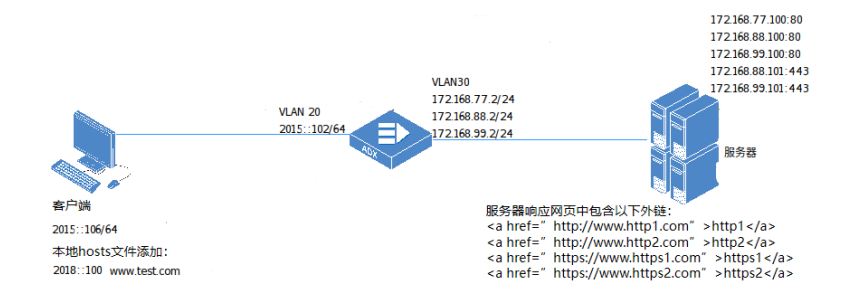 172.168.77.100:80
172.168.88.100:80
172.168.99.100:80
172.168.88.101:443
172.168.99.101:443
VLAN30
172.168.77.2/24
172.168.88.2/24
172.168.99.2/24
VLAN 20
2015::102/64
ADX
服务器
客户端
2015::106/64
本地hosts文件添加：
2018::100 www.test.com
服务器响应网页中包含以下外链：
<a href=”http://www.http1.com”>http1</a>
<a href=”http://www.http2.com”>http2</a>
<a href=”https://www.https1.com”>https1</a>
<a href=”https://www.https2.com”>https2</a>